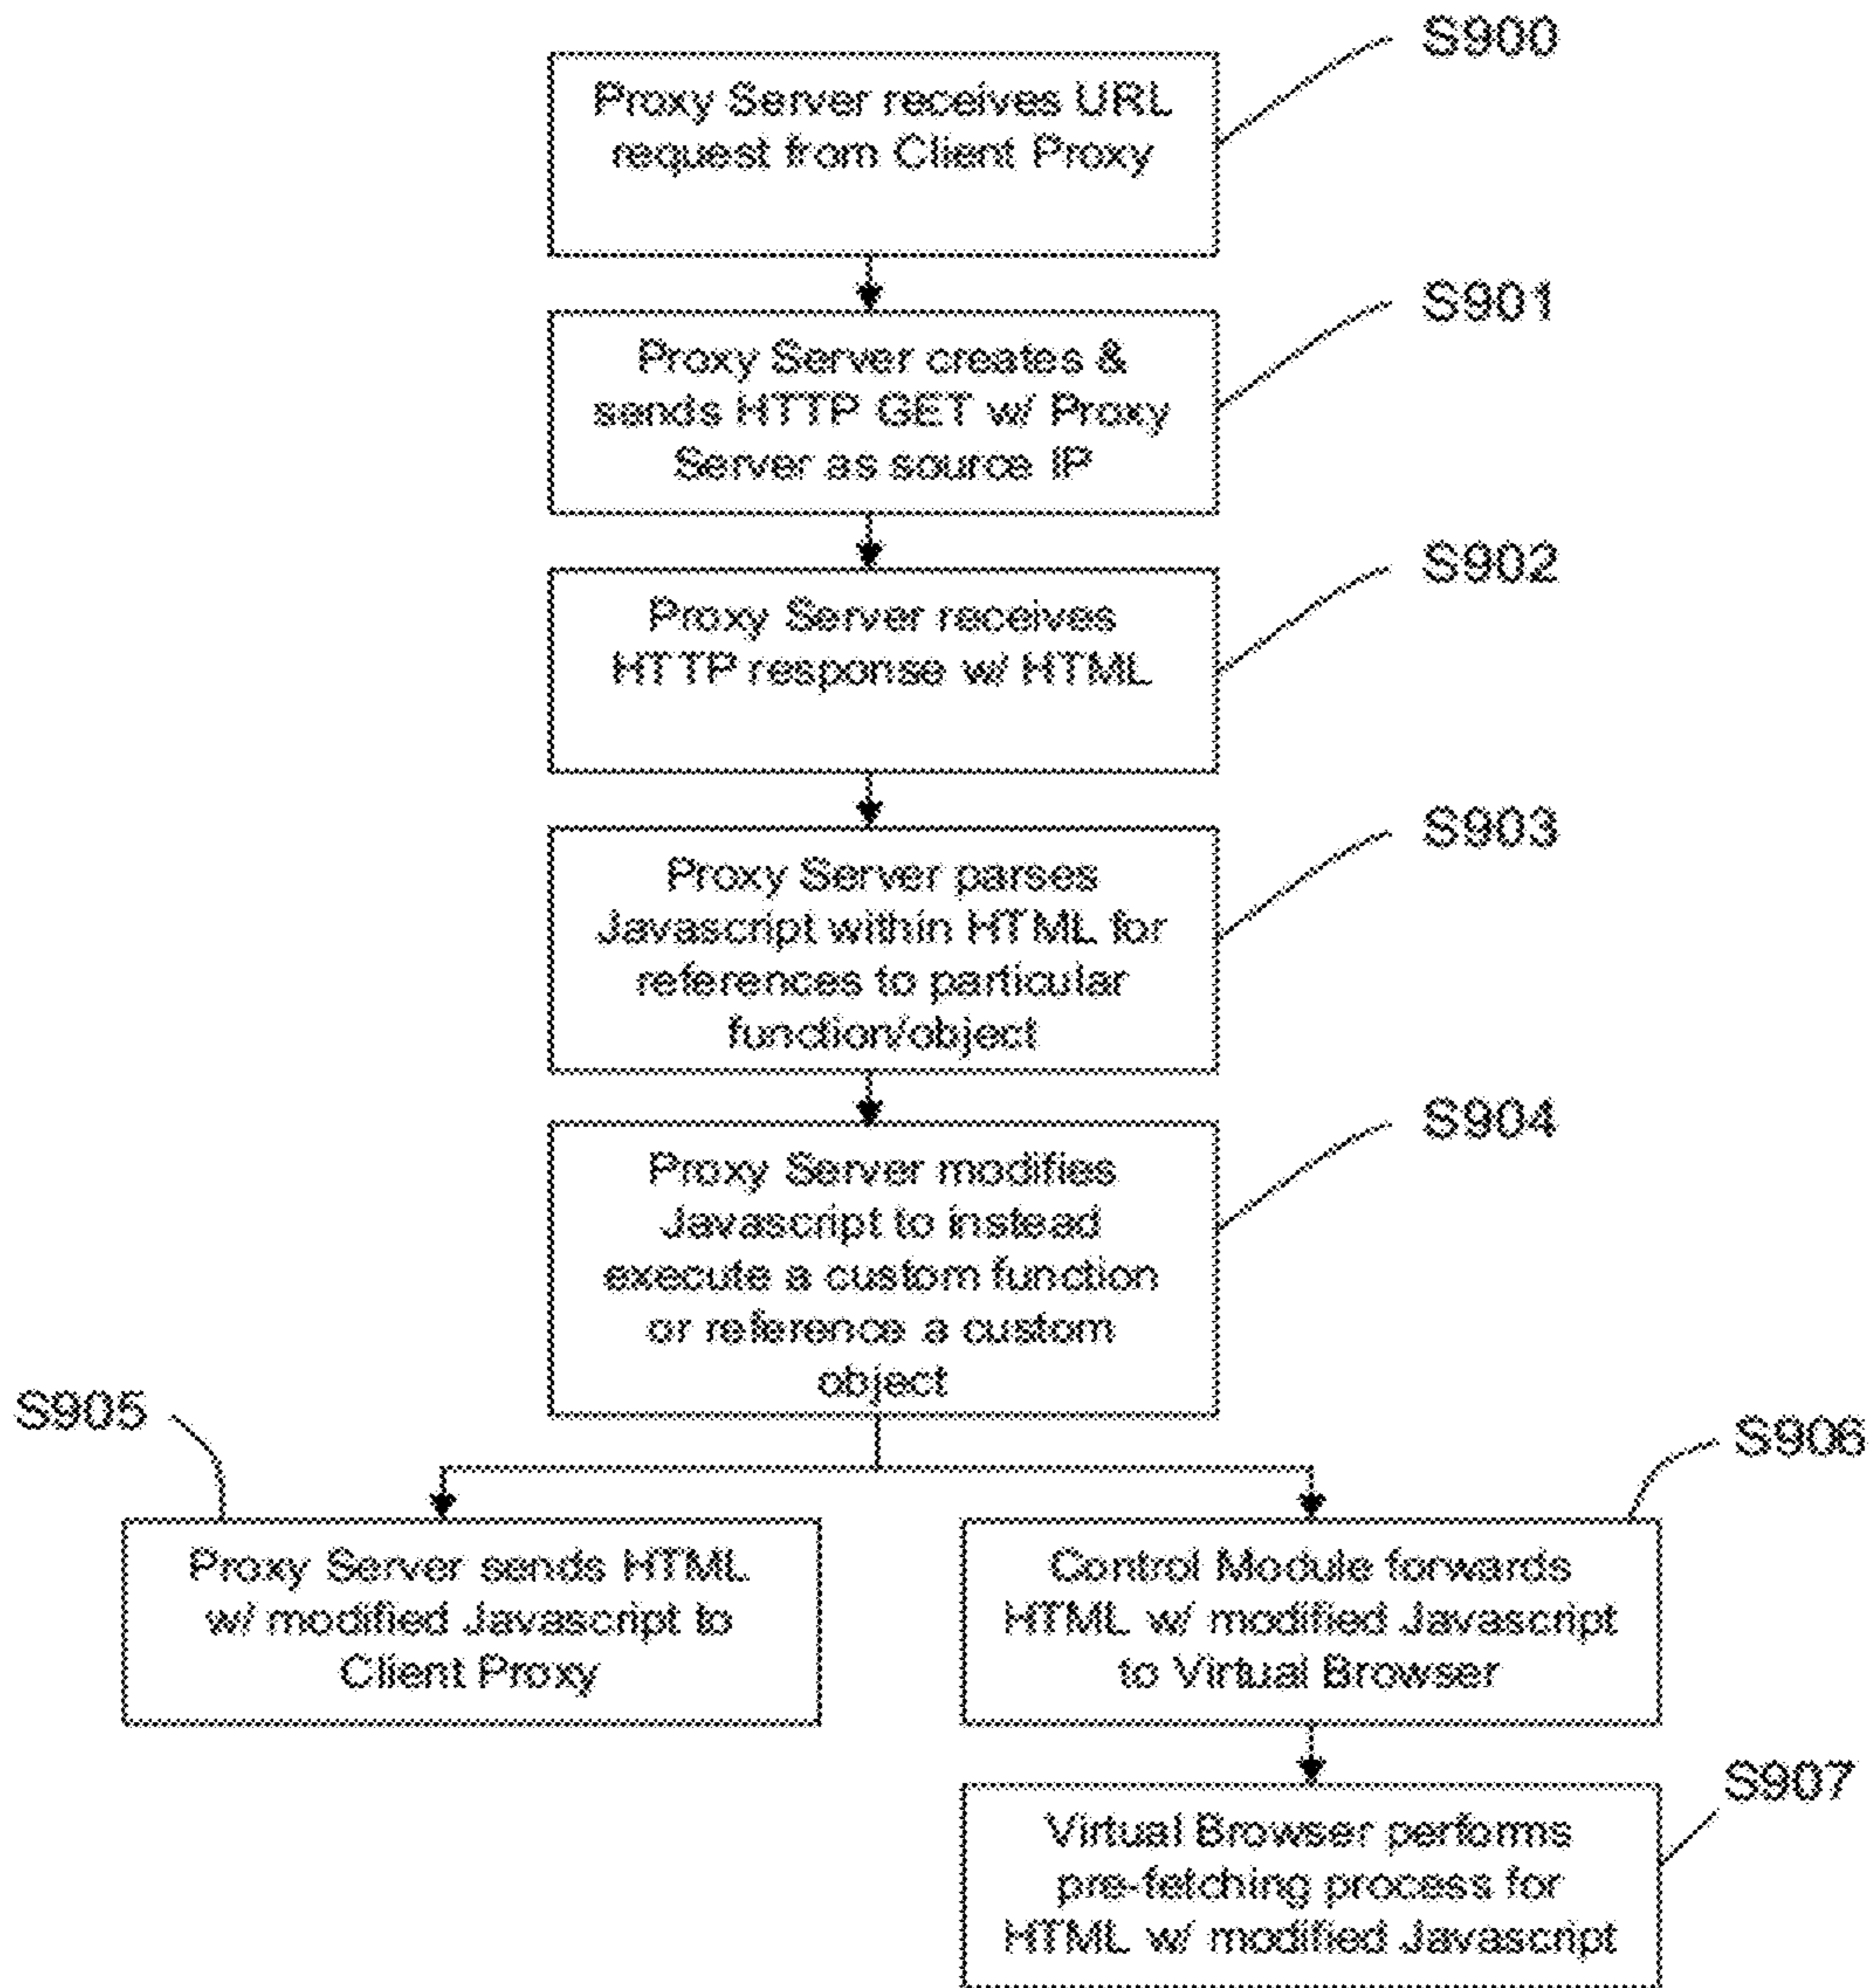 S900
Proxy Server receives URL
request from Client Proxy
S901
Proxy Server creates &
sends HTTP GET w/ Proxy
Server as source IP
S902
Proxy Server receives
HTTP response w/ HTML
S903
Proxy Server parses
Javascript within HTML for
references to particular
function/object
S904
Proxy Server modifies
Javascript to instead
execute a custom function
or reference a custom
object
S905
Proxy Server sends HTML
w/ modified Javascript to
Client Proxy
S906
Control Module forwards
HTML w/ modified Javascript
to Virtual Browser
S907
Virtual Browser performs
pre-fetching process for
HTML w/ modified Javascript